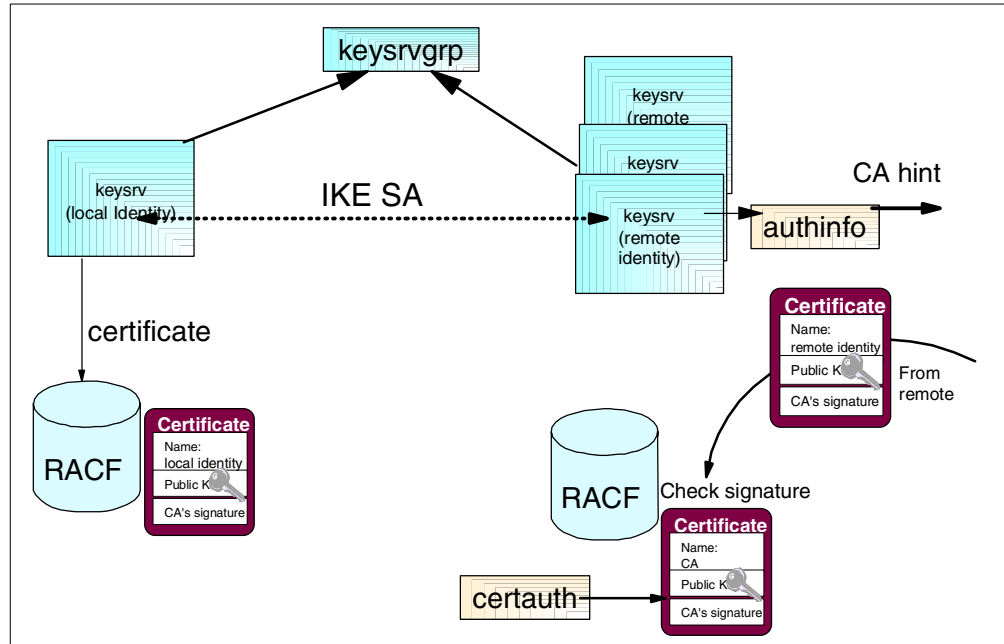 keysrvgrp
keysrv
(remote
keysrv
keysrv
(local Identity)
IKE SA
keysrv
(remote
identity)
CA hint
authinfo
certificate
Certificate
Name:
remote identity
Public K
CA's signature
From
remote
RACF
Certificate
Name:
local identity
Public K
CA's signature
RACF
Check signature
Certificate
Name:
CA
Public K
CA's signature
certauth